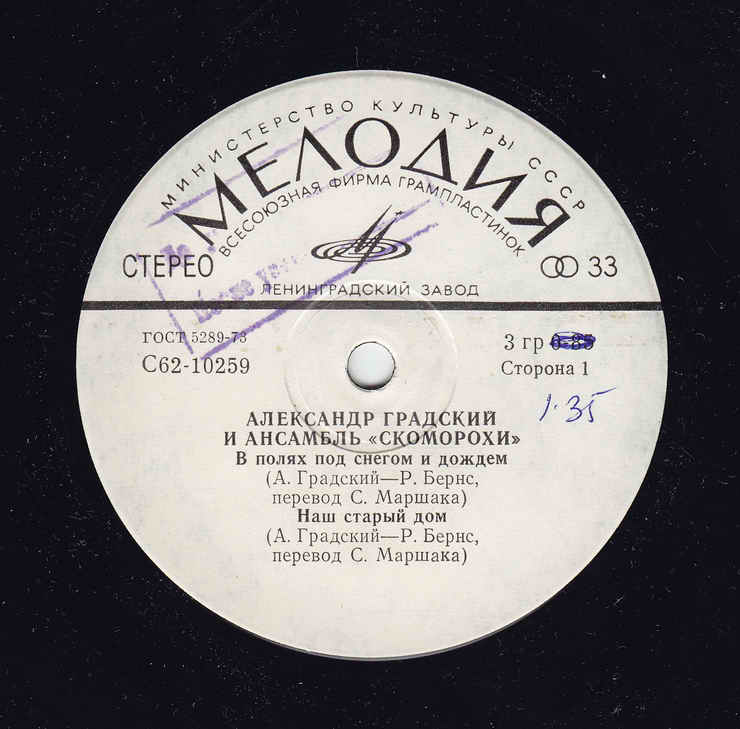 МИНИСТЕРСТВО КУЛЬТУРЫ СССР
МЕЛОДИЯ
ВСЕСОЮЗНАЯ ФИРМА ГРАМПЛАСТИНОК
СТЕРЕО
33
ЛЕНИНГРАДСКИЙ ЗАВОД
ГОСТ 5289-73
3 гр
С62-10259
Сторона 1
1-35
АЛЕКСАНДР ГРАДСКИЙ
И АНСАМБЛЬ «СКОМОРОХИ»
В полях под снегом и дождем
(А. Градский—Р. Бернс,
перевод С. Маршака)
Наш старый дом
(А. Градский—Р. Бернс,
перевод С. Маршака)